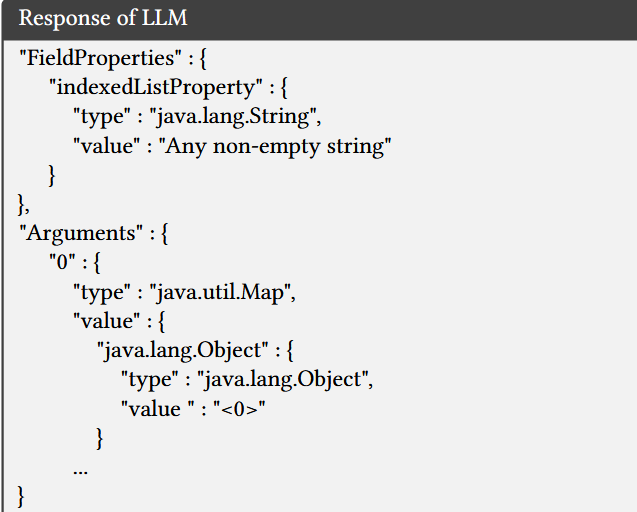 Response of LLM
"FieldProperties" : {
"indexedListProperty" : {
"type" : "java.lang.String",
"value" : "Any non-empty string"
}
},
"Arguments" : {
"0" : {
"type" : "java.util.Map",
"value" : {
"java.lang.Object" : {
"type" : "java.lang.Object",
"value " : "<0>"
}
...
}